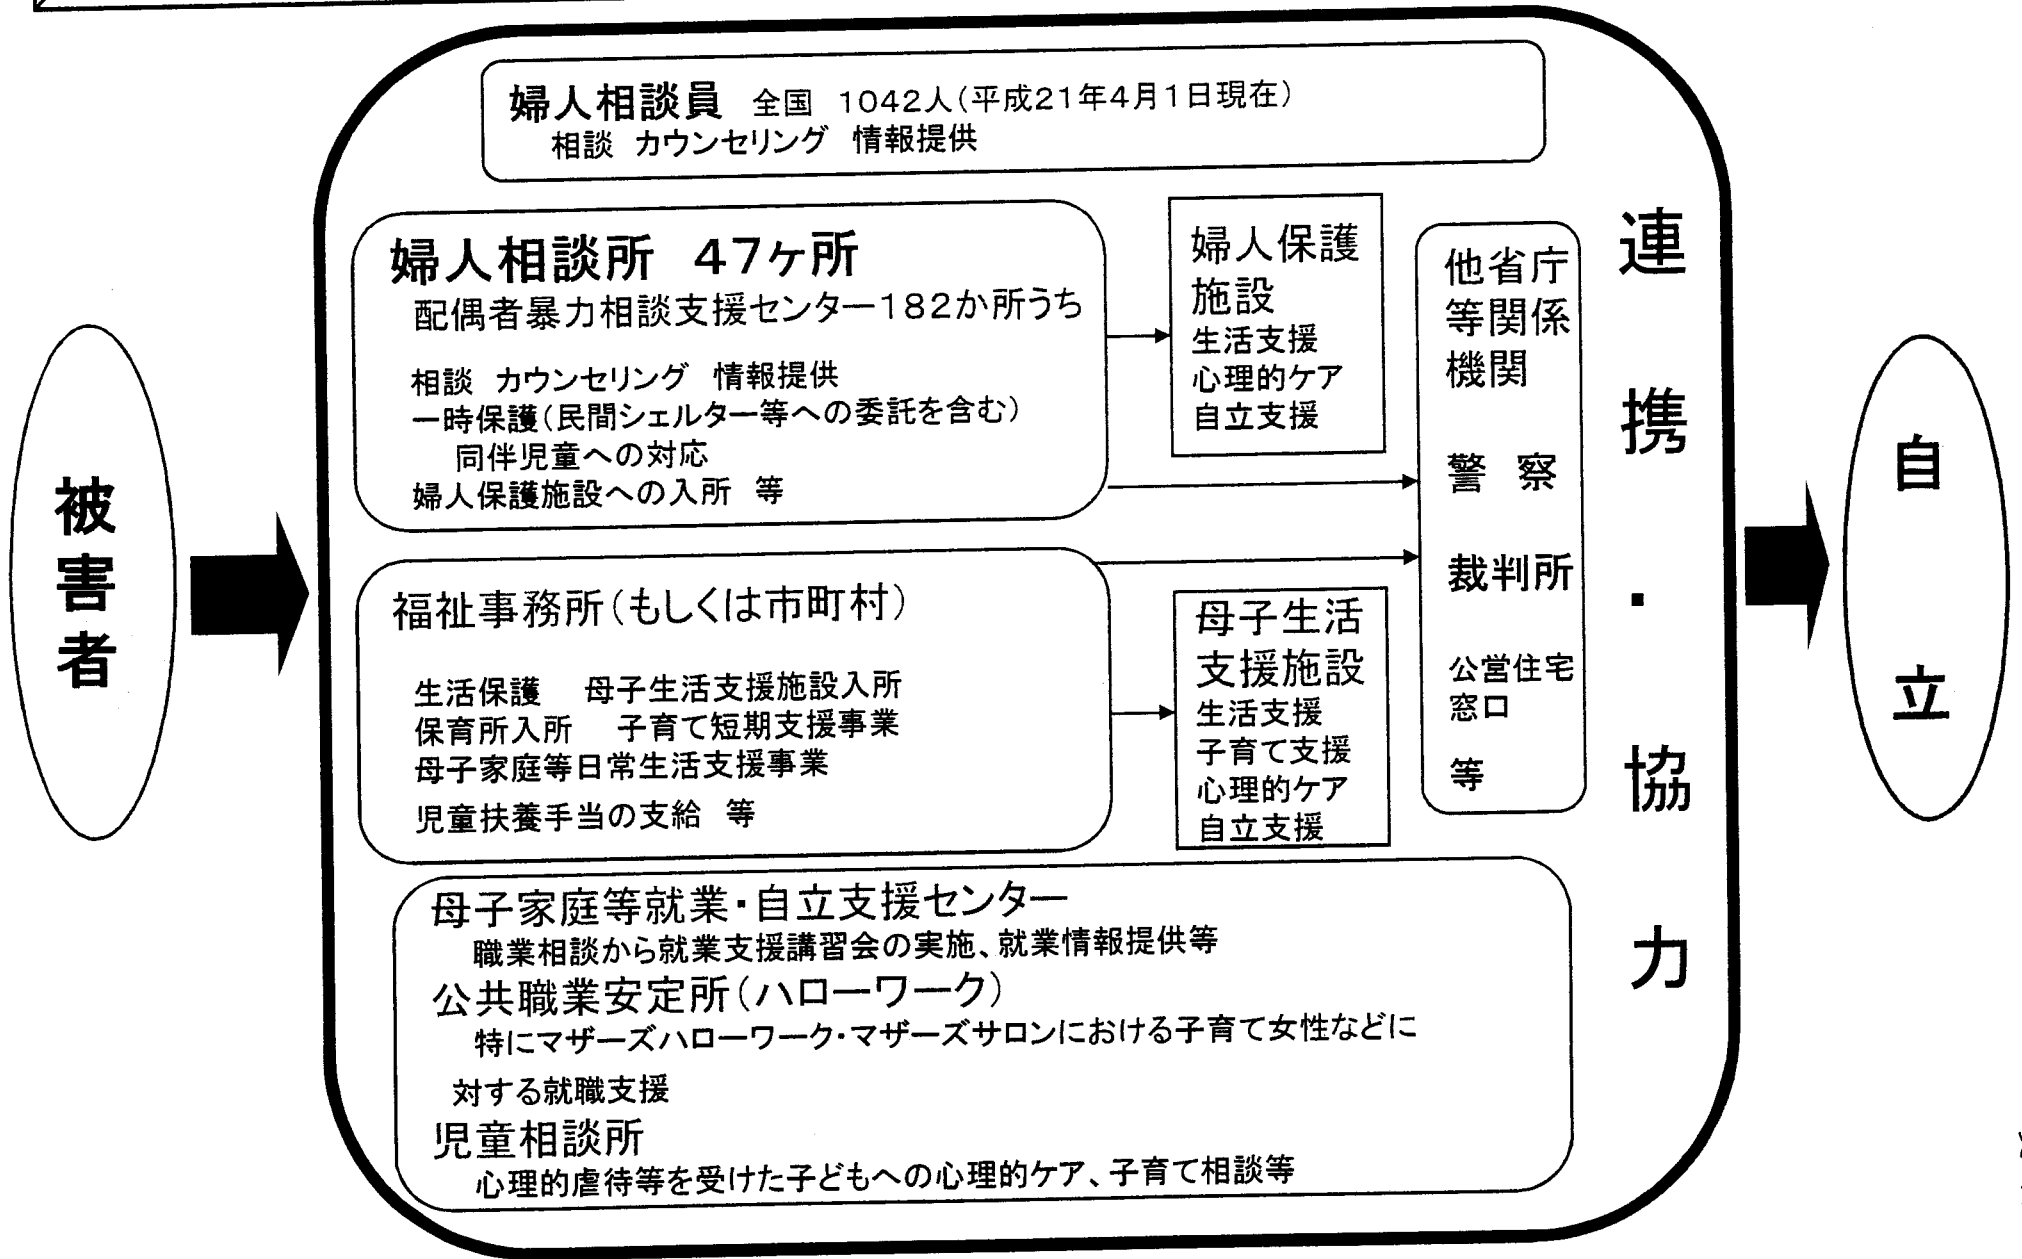 被害者
婦人相談員 全国 1042人(平成21年4月1日現在)
相談 カウンセリング 情報提供
婦人相談所 47ヶ所
配偶者暴力相談支援センター182か所うち
相談 カウンセリング 情報提供
一時保護(民間シェルター等への委託を含む)
同伴児童への対応
婦人保護施設への入所 等
婦人保護
施設
生活支援
心理的ケア
自立支援
福祉事務所(もしくは市町村)
生活保護 母子生活支援施設入所
保育所入所 子育て短期支援事業
母子家庭等日常生活支援事業
児童扶養手当の支給 等
母子生活
支援施設
生活支援
子育て支援
心理的ケア
自立支援
他省庁
等関係
機関
警 察
裁判所
公営住宅
窓口
等
母子家庭等就業・自立支援センター
職業相談から就業支援講習会の実施、就業情報提供等
公共職業安定所(ハローワーク)
特にマザーズハローワーク・マザーズサロンにおける子育て女性などに
対する就職支援
児童相談所
心理的虐待等を受けた子どもへの心理的ケア、子育て相談等
連携・協力
自立